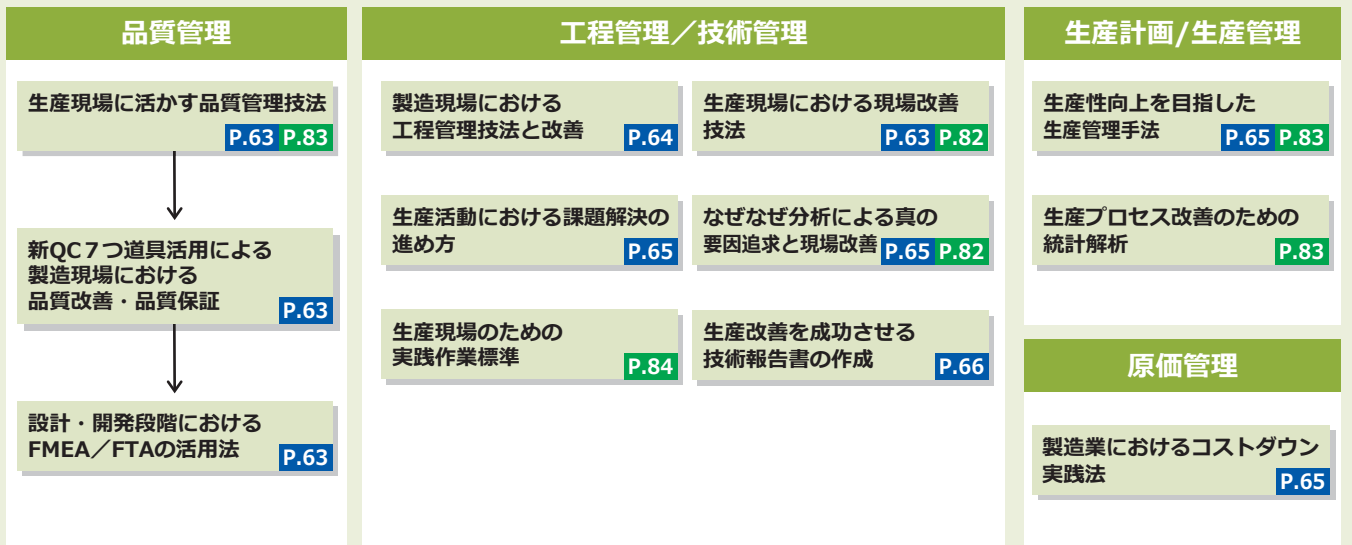 品質管理
生産現場に活かす品質管理技法
P.63 P.83
新QC７つ道具活用による
製造現場における
品質改善・品質保証
P.63
設計・開発段階における
FMEA／FTAの活用法
P.63
工程管理／技術管理
製造現場における
工程管理技法と改善
P.64
生産現場における現場改善
技法
P.63 P.82
生産活動における課題解決の
進め方
P.65
なぜなぜ分析による真の
要因追求と現場改善
P.65 P.82
生産現場のための
実践作業標準
P.84
生産改善を成功させる
技術報告書の作成
P.66
生産計画/生産管理
生産性向上を目指した
生産管理手法
P.65 P.83
生産プロセス改善のための
統計解析
P.83
原価管理
製造業におけるコストダウン
実践法
P.65